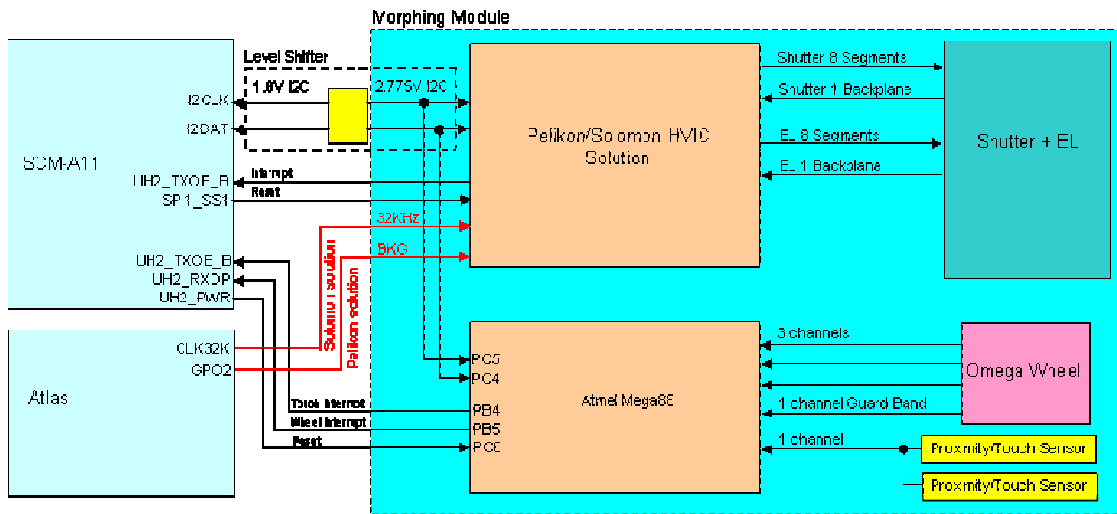 Morphing Module
Level Shifter
1.8V I2C
2.775V I2C
Shutter 8 Segments
I2CLK
Shutter 1 Backplane
I2DAT
Pelikon/Solomon HVIC
Solution
EL 8 Segments
Shutter + EL
SCM-A11
EL 1 Backplane
Interrupt
UH2_TXOE_B
Reset
SPI1_SS1
32KHz
BKG
Solomon solution
Pelikon solution
UH2_TXOE_B
UH2_RXDP
UH2_PWR
CLK32K
GPO2
Atlas
3 channels
PC5
PC4
Omega Wheel
Atmel Mega88
Touch Interrupt
PB4
1 channel Guard Band
Wheel Interrupt
PB5
Reset
PC6
1 channel
Proximity/Touch Sensor
Proximity/Touch Sensor